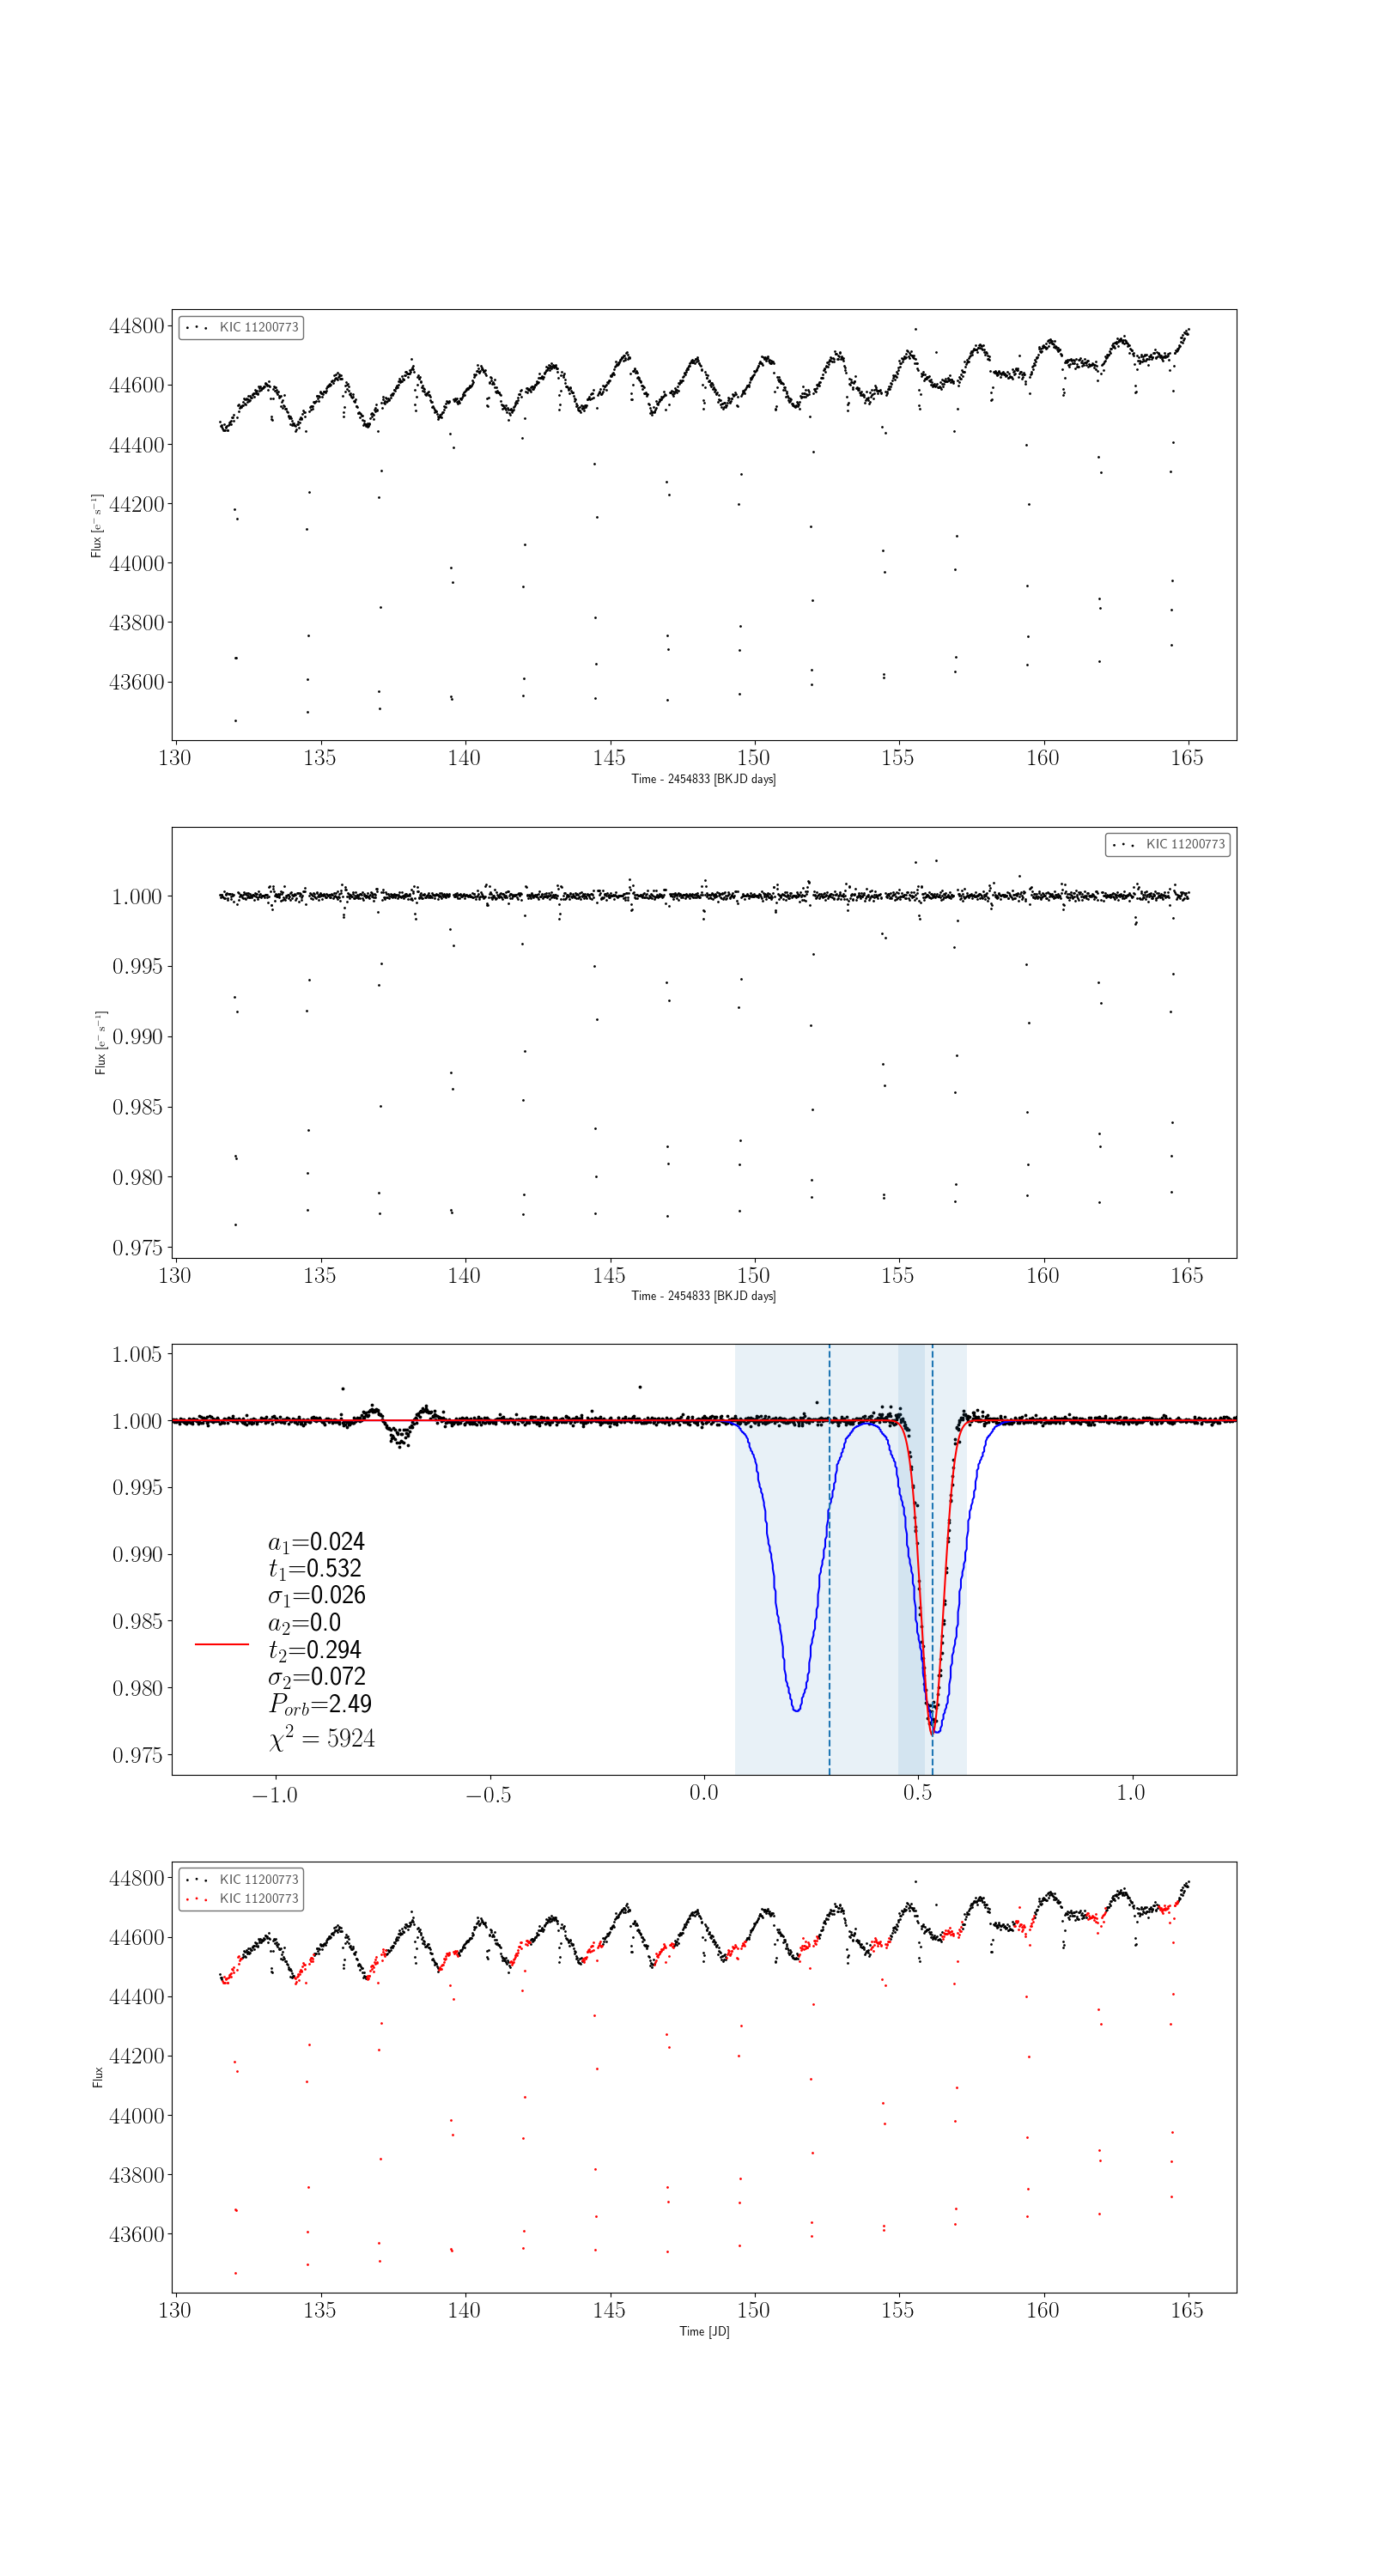 44800
44600
44400
44200
44000
43800
43600
Flux [e⁻ s⁻¹]
KIC 11200773
130 135 140 145 150 155 160 165
Time - 2454833 [BKJD days]
1.000
0.995
0.990
0.985
0.980
0.975
Flux [e⁻ s⁻¹]
KIC 11200773
130 135 140 145 150 155 160 165
Time - 2454833 [BKJD days]
1.005
1.000
0.995
0.990
0.985
0.980
0.975
a₁=0.024
t₁=0.532
σ₁=0.026
a₂=0.0
t₂=0.294
σ₂=0.072
P_orb=2.49
χ² = 5924
−1.0 −0.5 0.0 0.5 1.0
44800
44600
44400
44200
44000
43800
43600
Flux
KIC 11200773
KIC 11200773
130 135 140 145 150 155 160 165
Time [JD]